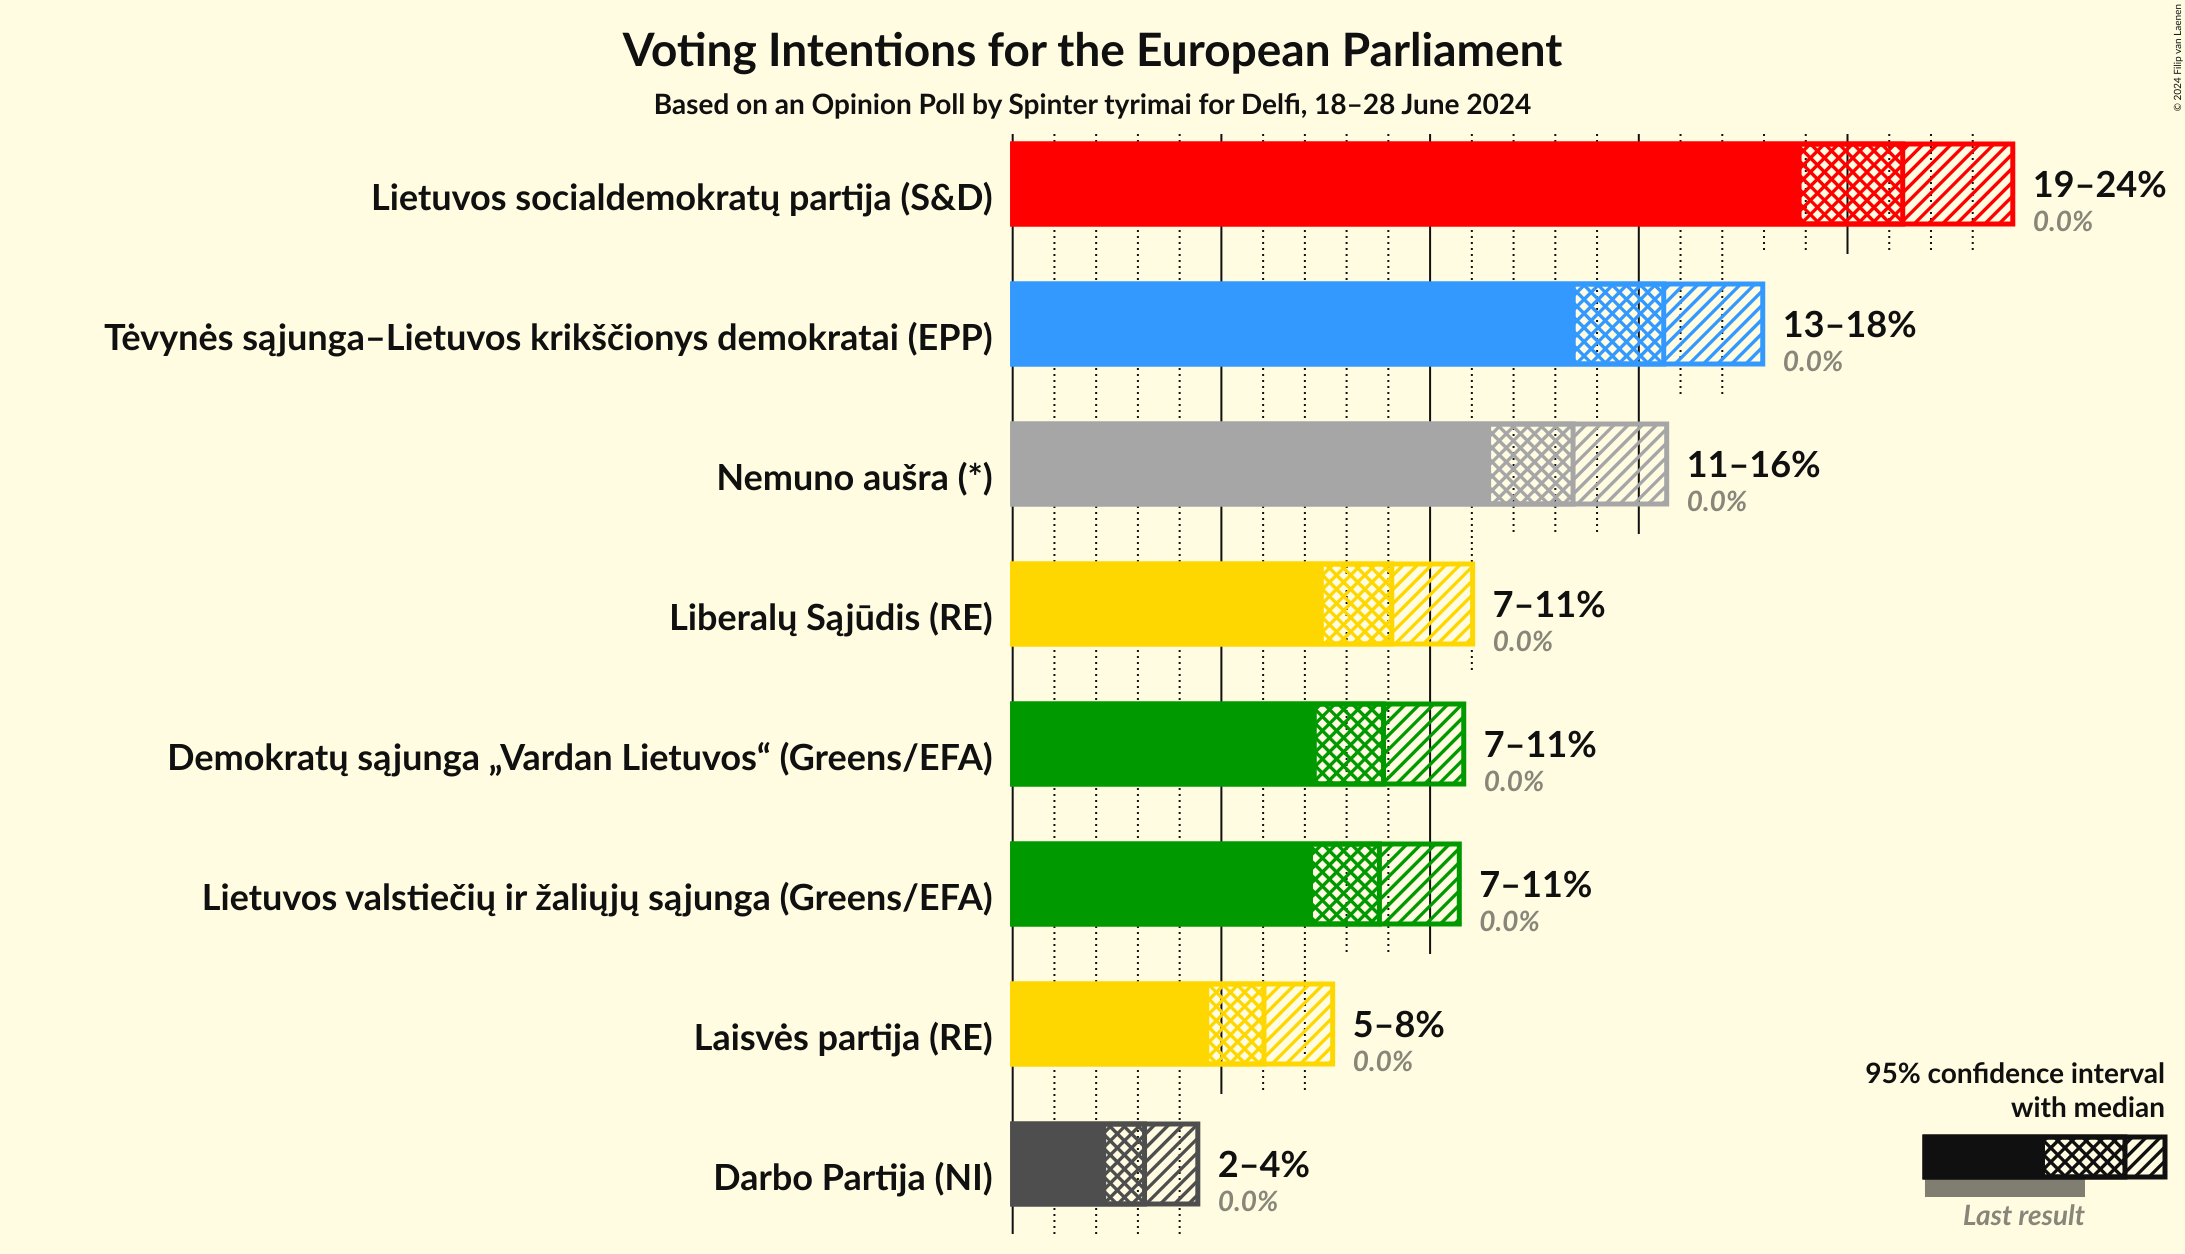 Voting Intentions for the European Parliament
Based on an Opinion Poll by Spinter tyrimai for Delfi, 18–28 June 2024
© 2024 Filip van Laenen
Lietuvos socialdemokratų partija (S&D)
19–24%
0.0%
Tėvynės sąjunga–Lietuvos krikščionys demokratai (EPP)
13–18%
0.0%
Nemuno aušra (*)
11–16%
0.0%
Liberalų Sąjūdis (RE)
7–11%
0.0%
Demokratų sąjunga „Vardan Lietuvos“ (Greens/EFA)
7–11%
0.0%
Lietuvos valstiečių ir žaliųjų sąjunga (Greens/EFA)
7–11%
0.0%
Laisvės partija (RE)
5–8%
0.0%
Darbo Partija (NI)
2–4%
0.0%
95% confidence interval
with median
Last result